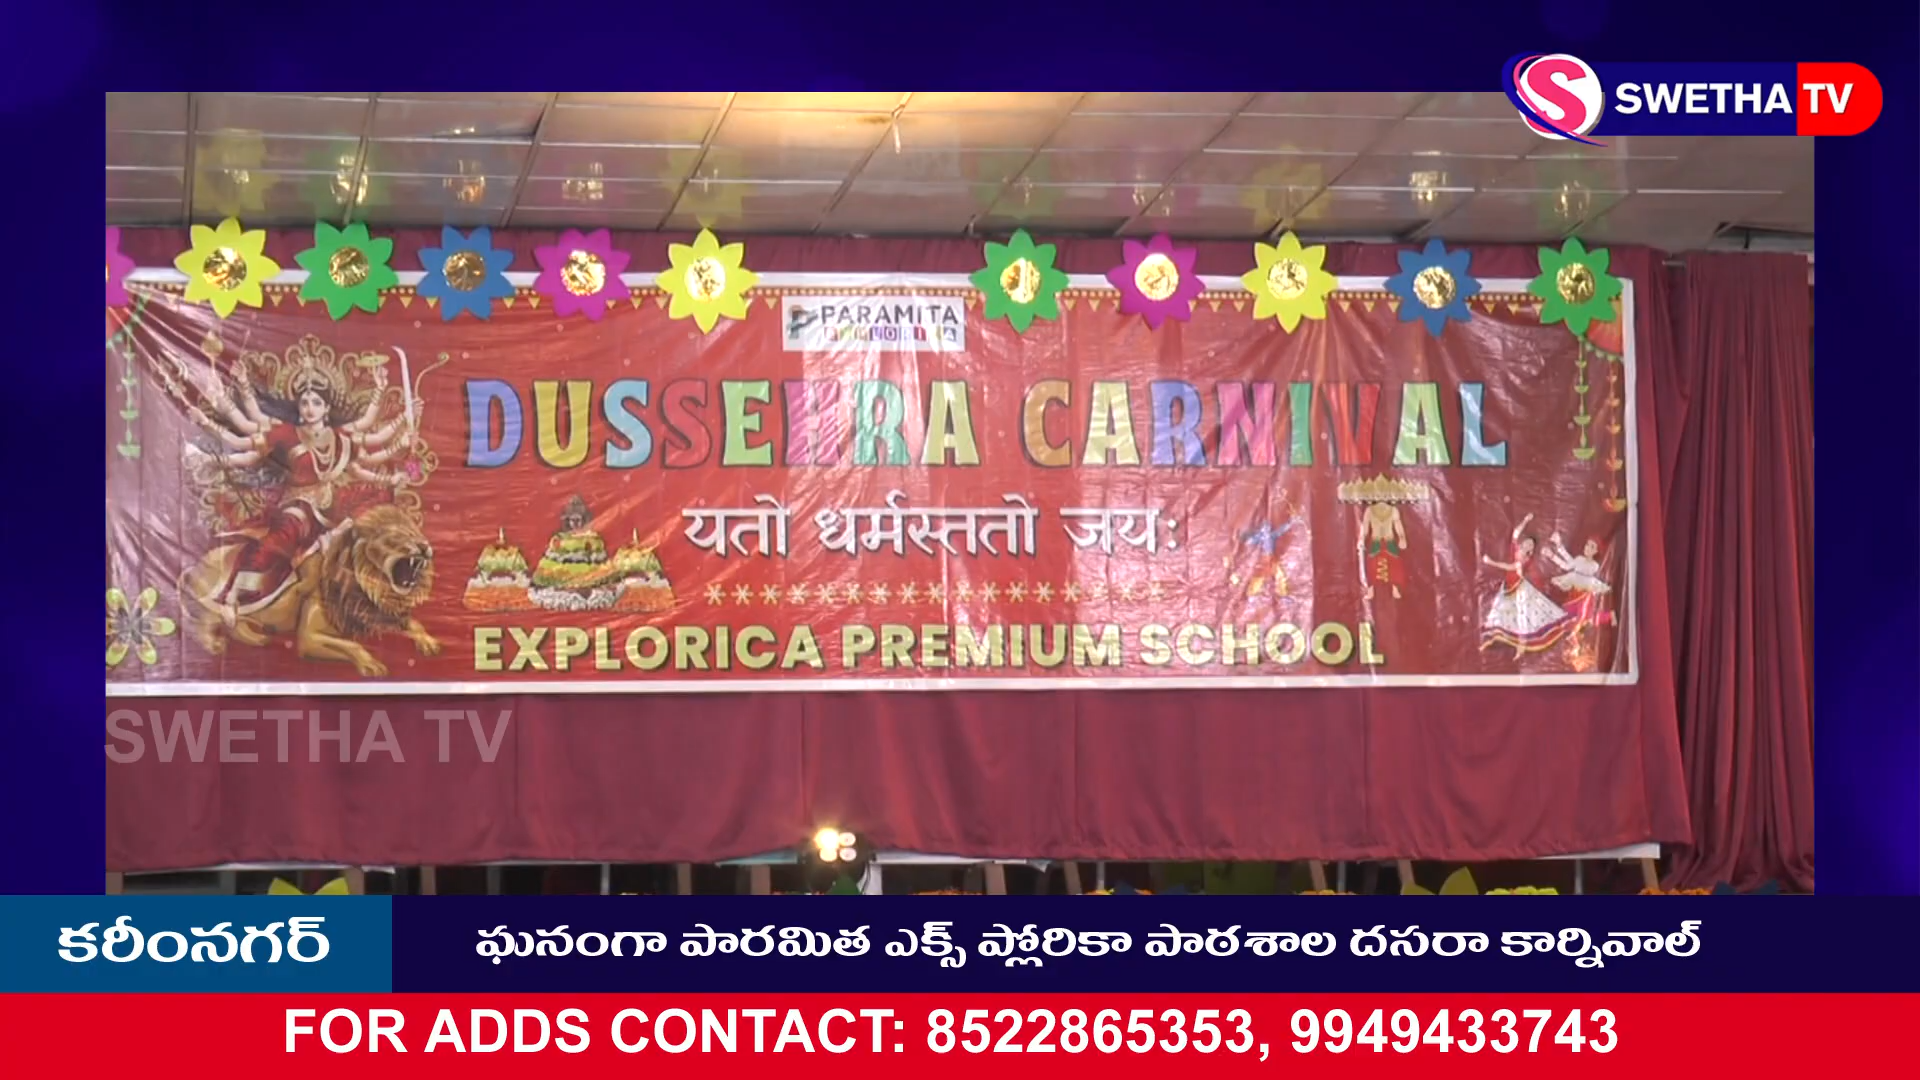 SWETHA TV
PARAMITA
EXPLORICA
DUSSEHRA CARNIVAL
यतो धर्मस्ततो जयः
EXPLORICA PREMIUM SCHOOL
SWETHA TV
కరీంనగర్
ఘనంగా పారమిత ఎక్స్ ప్లోరికా పాఠశాల దసరా కార్నివాల్
FOR ADDS CONTACT: 8522865353, 9949433743